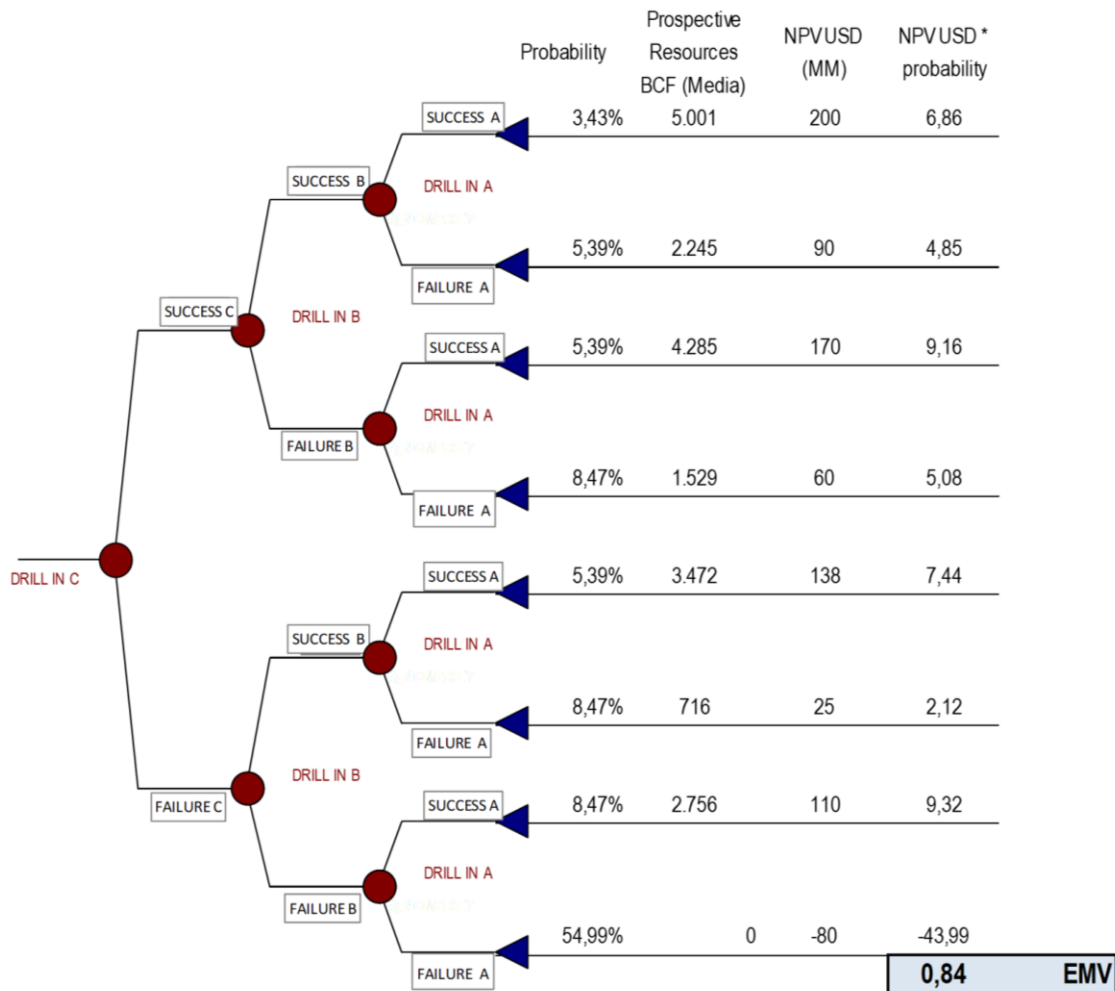 Probability
Prospective
Resources
BCF (Media)
NPV USD
(MM)
NPV USD *
probability
SUCCESS A 3,43% 5.001 200 6,86
SUCCESS B DRILL IN A
5,39% 2.245 90 4,85
FAILURE A
SUCCESS C DRILL IN B
SUCCESS A 5,39% 4.285 170 9,16
DRILL IN A
FAILURE B
8,47% 1.529 60 5,08
FAILURE A
DRILL IN C
SUCCESS A 5,39% 3.472 138 7,44
SUCCESS B DRILL IN A
8,47% 716 25 2,12
FAILURE A
DRILL IN B
FAILURE C
SUCCESS A 8,47% 2.756 110 9,32
DRILL IN A
FAILURE B
54,99% 0 -80 -43,99
FAILURE A
0,84 EMV